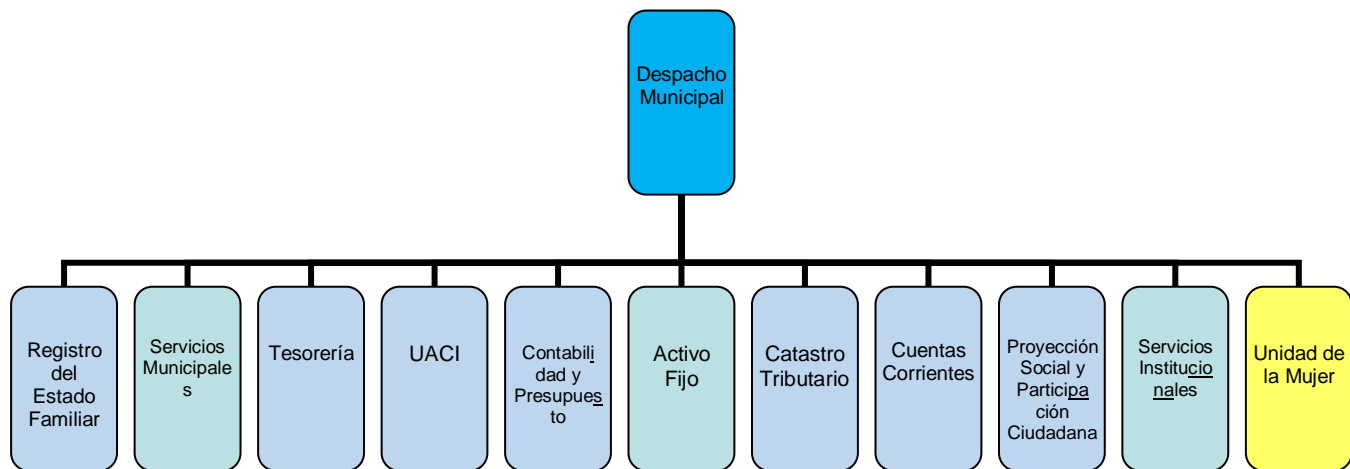 Despacho
Municipal
Registro
del
Estado
Familiar
Servicios
Municipale
s
Tesorería
UACI
Contabili
dad y
Presupues
to
Activo
Fijo
Catastro
Tributario
Cuentas
Corrientes
Proyección
Social y
Participa
ción
Ciudadana
Servicios
Institucio
nales
Unidad de
la Mujer